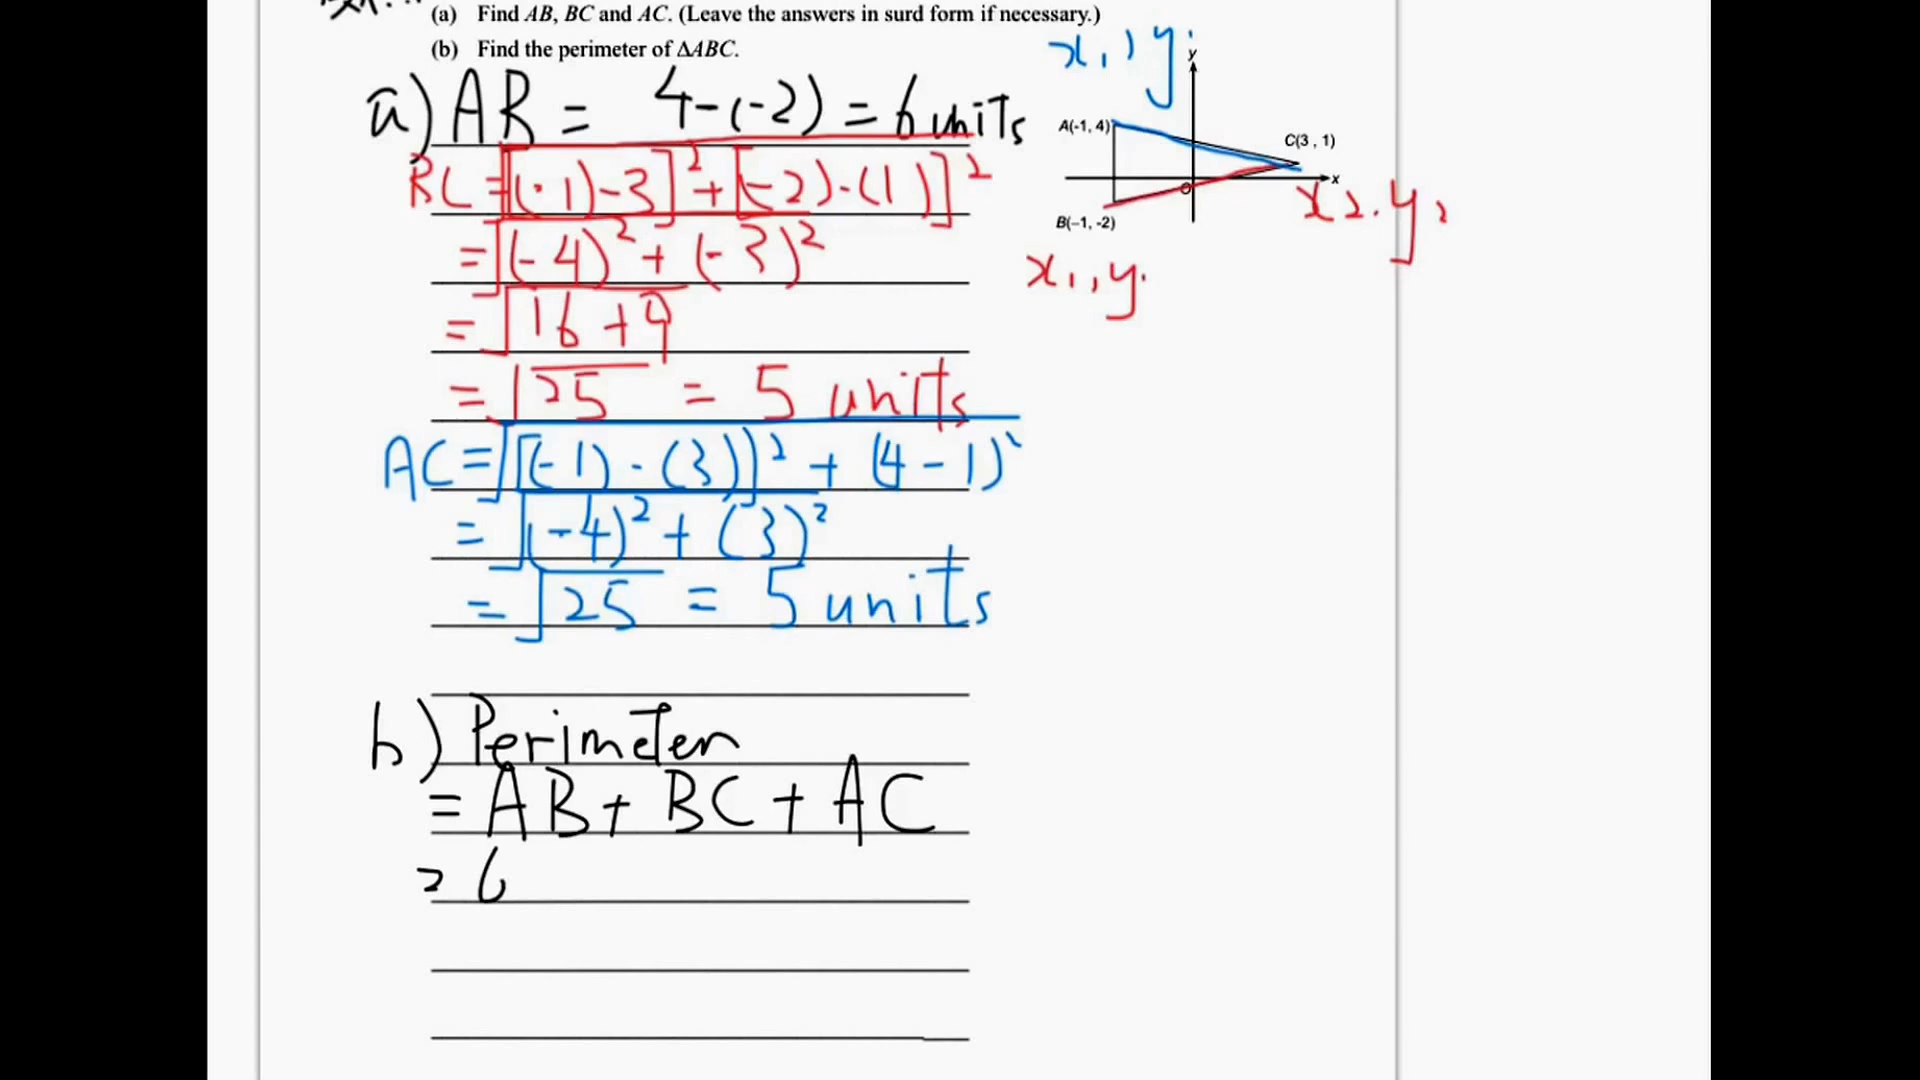 (a) Find AB, BC and AC. (Leave the answers in surd form if necessary.)
(b) Find the perimeter of ΔABC.
x₁, y₁
y
a) AB = 4-(-2) = 6 units
A(-1, 4)
C(3 , 1)
BC = √[(-1)-3]² + [(-2)-(1)]²
x
O
x₂, y₂
B(-1, -2)
= √(-4)² + (-3)²
x₁, y₁
= √16 + 9
= √25 = 5 units
AC = √[(-1) - (3)]² + (4-1)²
= √(-4)² + (3)²
= √25 = 5 units
b) Perimeter
= AB + BC + AC
= 6